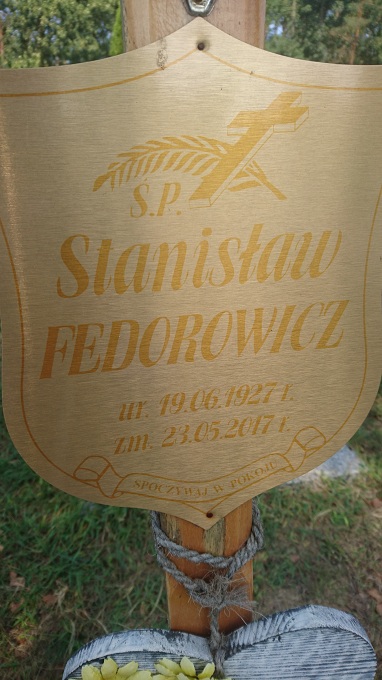 Ś.P.
Stanisław
FEDOROWICZ
ur. 19.06.1927 r.
zm. 23.05.2017 r.
SPOCZYWAJ W POKOJU